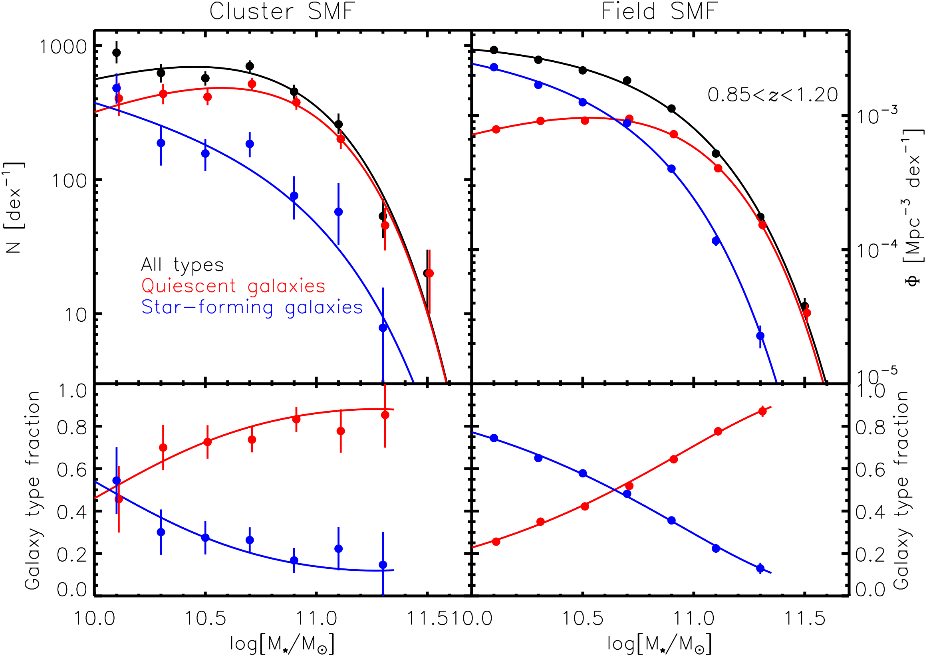 Cluster SMF
Field SMF
1000
100
10
N [dex⁻¹]
All types
Quiescent galaxies
Star−forming galaxies
0.85<z<1.20
10⁻³
10⁻⁴
10⁻⁵
Φ [Mpc⁻³ dex⁻¹]
1.0
0.8
0.6
0.4
0.2
0.0
Galaxy type fraction
1.0
0.8
0.6
0.4
0.2
0.0
Galaxy type fraction
10.0 10.5 11.0 11.510.0 10.5 11.0 11.5
log[M⋆/M⊙]
log[M⋆/M⊙]